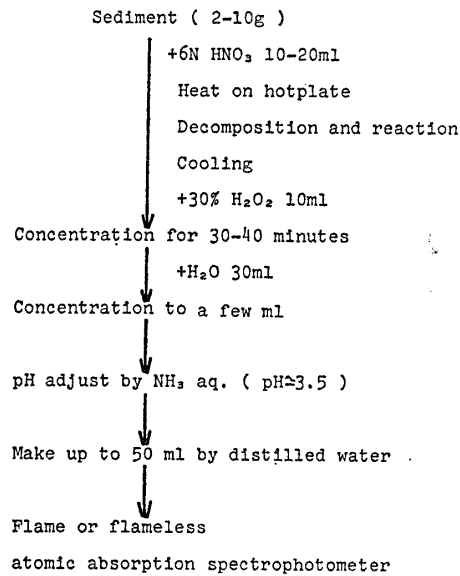 Sediment ( 2-10g )
+6N HNO₃ 10-20ml
Heat on hotplate
Decomposition and reaction
Cooling
+30% H₂O₂ 10ml
Concentration for 30-40 minutes
+H₂O 30ml
Concentration to a few ml
pH adjust by NH₃ aq. ( pH≃3.5 )
Make up to 50 ml by distilled water
Flame or flameless
atomic absorption spectrophotometer